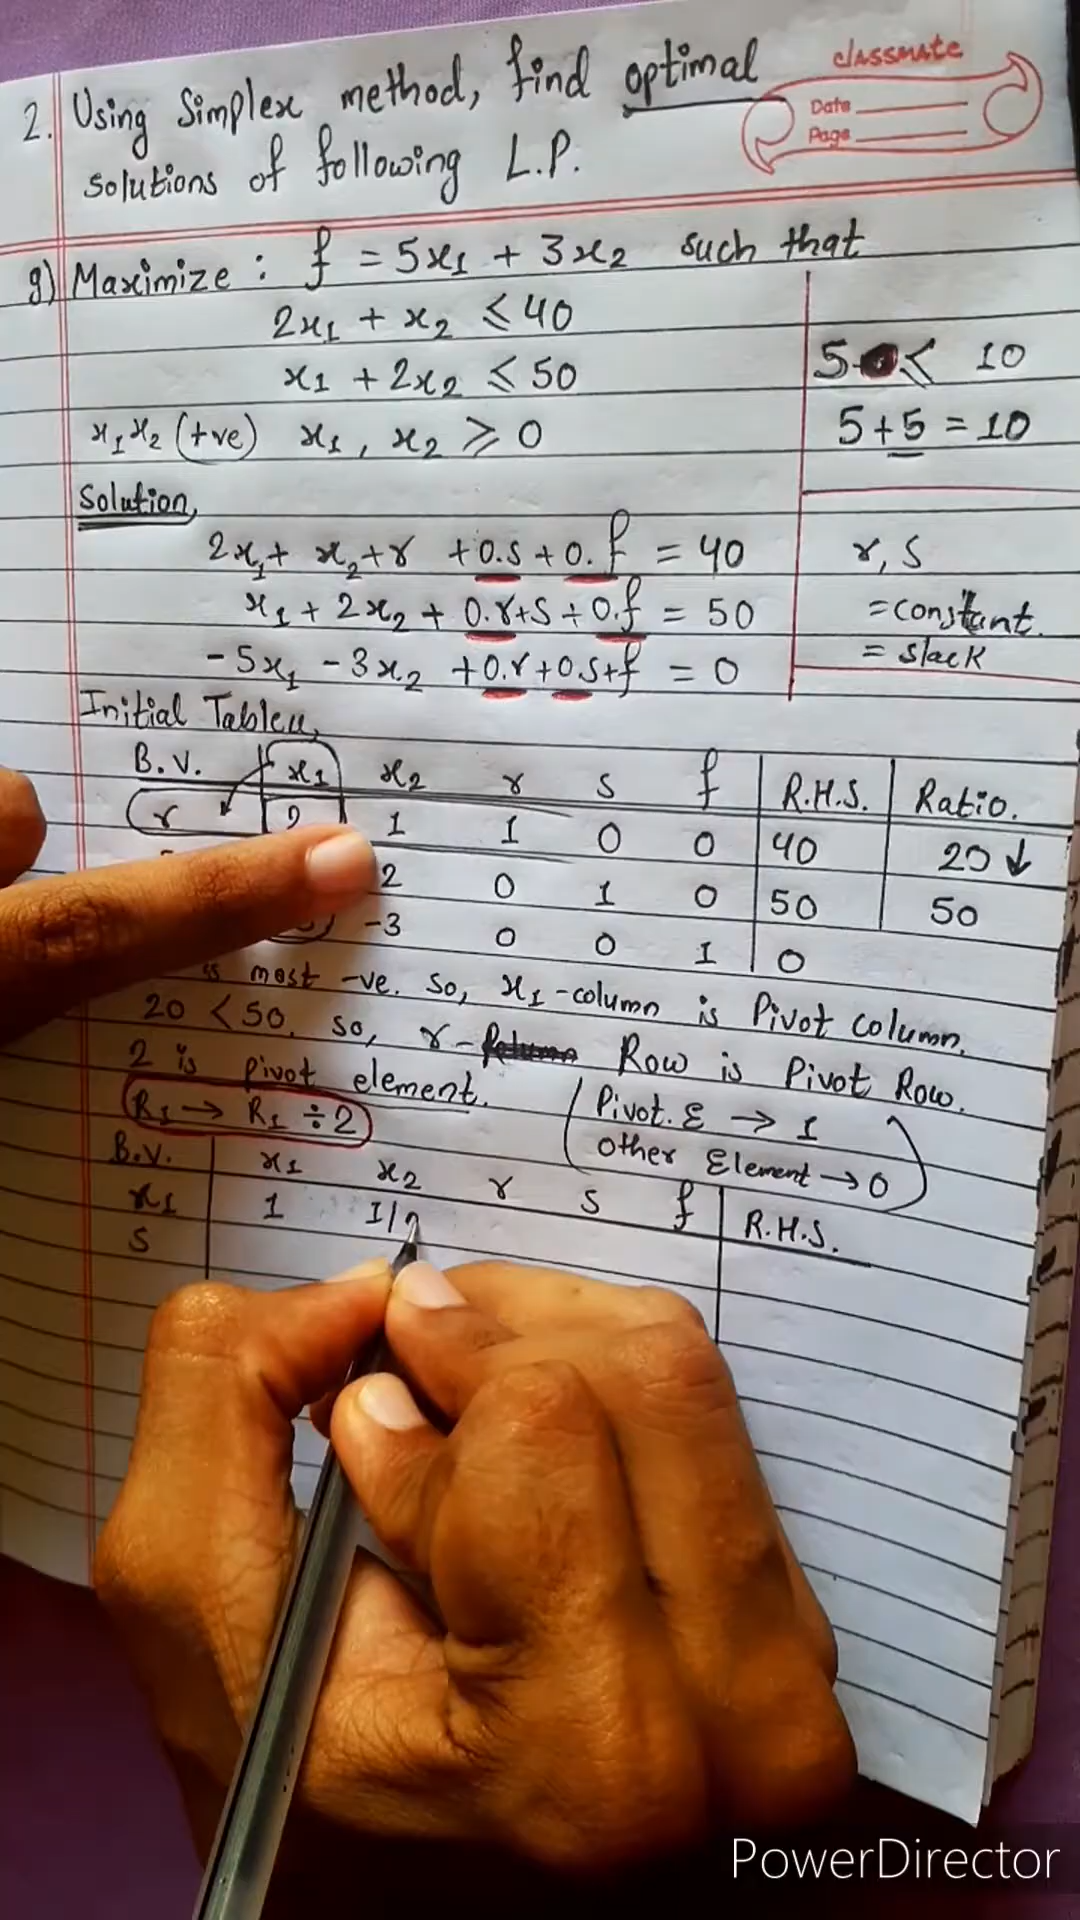 classmate
Date
Page
2. Using Simplex method, find optimal
solutions of following L.P.
g) Maximize : f = 5x₁ + 3x₂ such that
2x₁ + x₂ ≤ 40
x₁ + 2x₂ ≤ 50
x₁x₂ (+ve) x₁, x₂ ≥ 0
5 < 10
5+5 = 10
Solution,
2x₁ + x₂ + r + 0.s + 0.f = 40
x₁ + 2x₂ + 0.r + s + 0.f = 50
-5x₁ - 3x₂ + 0.r + 0.s + f = 0
r, s
= constant.
= slack
Initial Tableu,
B.V. x₁ x₂ r s f R.H.S. Ratio.
r 2 1 1 0 0 40 20 ↓
2 0 1 0 50 50
-3 0 0 1 0
is most -ve. so, x₁-column is Pivot column.
20 < 50, so, r- Row is Pivot Row.
2 is pivot element.
R₁ → R₁ ÷ 2
(Pivot. E → 1
Other Element → 0)
B.V. x₁ x₂ r s f R.H.S.
x₁ 1 1/2
s
PowerDirector